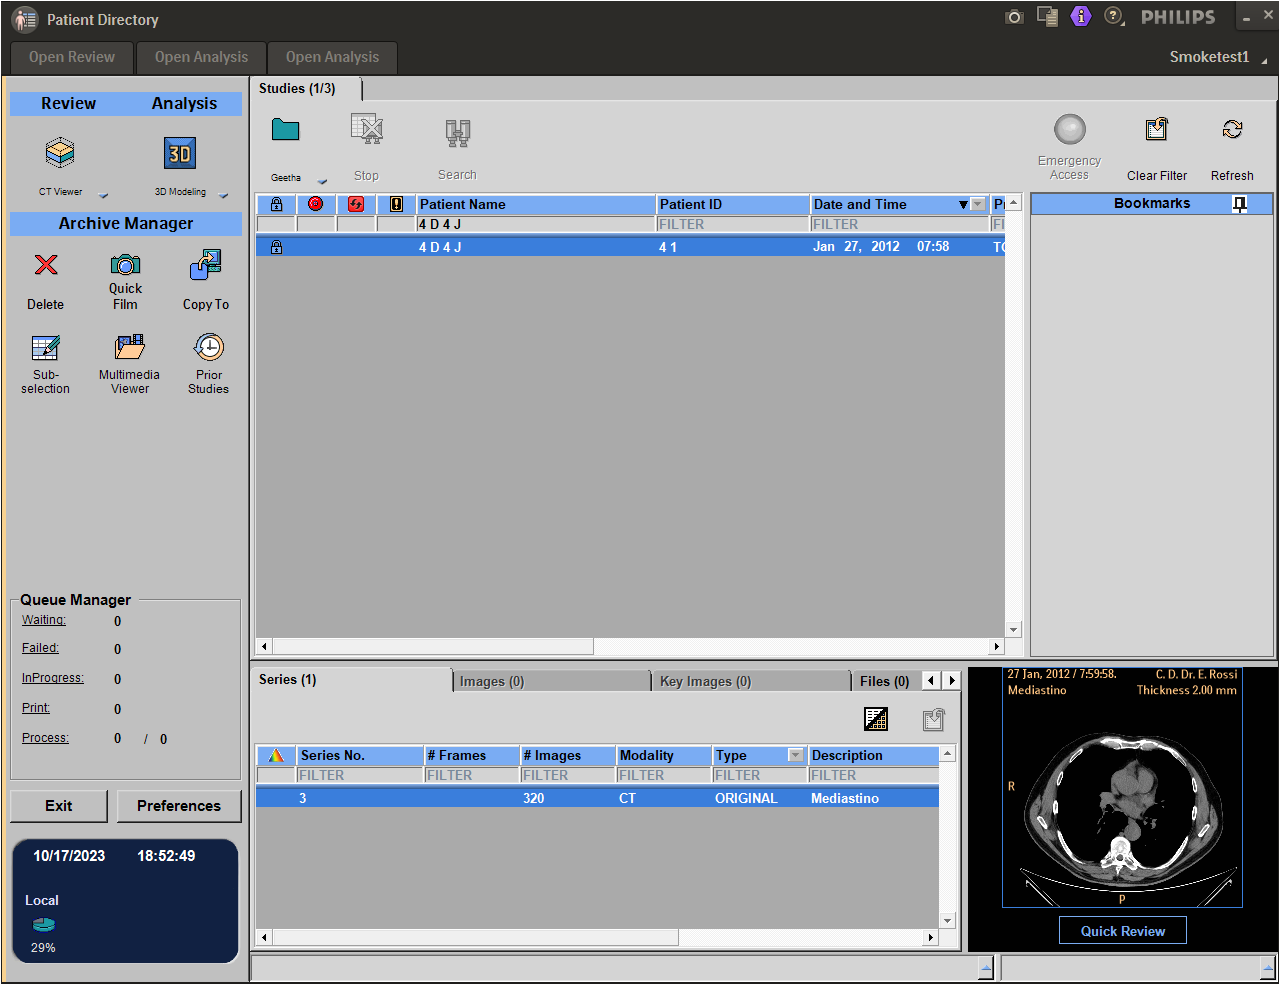 Patient Directory
PHILIPS
Open Review
Open Analysis
Open Analysis
Smoketest1
Review
Analysis
CT Viewer
3D
3D Modeling
Archive Manager
Delete
Quick
Film
Copy To
Sub-
selection
Multimedia
Viewer
Prior
Studies
Queue Manager
Waiting: 0
Failed: 0
InProgress: 0
Print: 0
Process: 0 / 0
Exit
Preferences
10/17/2023 18:52:49
Local
29%
Studies (1/3)
Geetha
Stop
Search
Emergency
Access
Clear Filter
Refresh
Patient Name Patient ID Date and Time
4 D 4 J FILTER FILTER
4 D 4 J 4 1 Jan 27, 2012 07:58
Bookmarks
Series (1)
Images (0)
Key Images (0)
Files (0)
Series No. # Frames # Images Modality Type Description
FILTER FILTER FILTER FILTER FILTER FILTER
3 320 CT ORIGINAL Mediastino
27 Jan, 2012 / 7:59:58. C. D. Dr. E. Rossi
Mediastino Thickness 2.00 mm
R
P
Quick Review